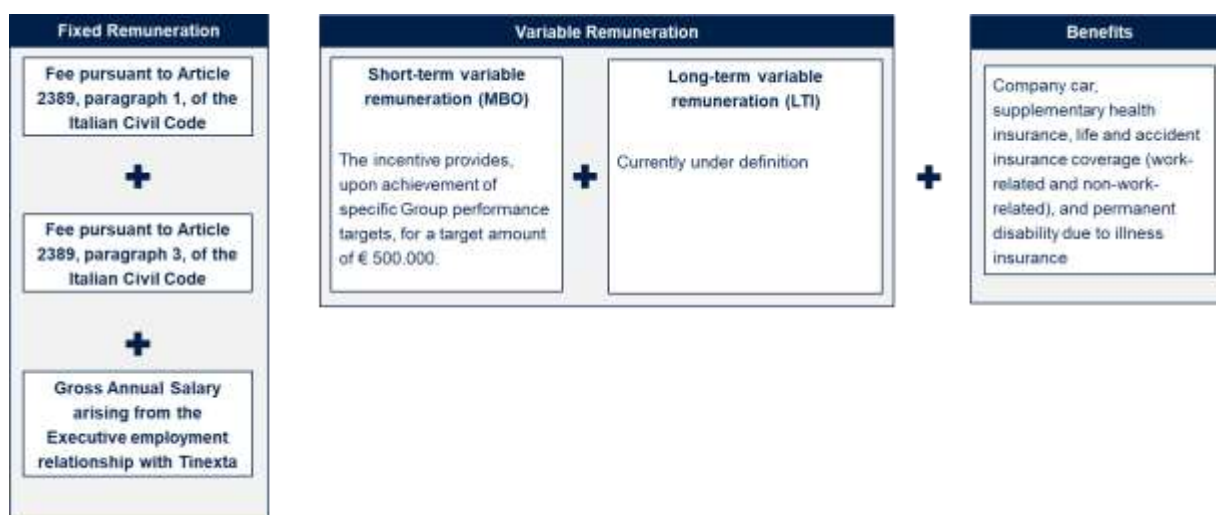 Fixed Remuneration
Fee pursuant to Article
2389, paragraph 1, of the
Italian Civil Code
+
Fee pursuant to Article
2389, paragraph 3, of the
Italian Civil Code
+
Gross Annual Salary
arising from the
Executive employment
relationship with Tinexta
Variable Remuneration
Short-term variable
remuneration (MBO)
The incentive provides,
upon achievement of
specific Group performance
targets, for a target amount
of € 500.000.
+
Long-term variable
remuneration (LTI)
Currently under definition
+
Benefits
Company car,
supplementary health
insurance, life and accident
insurance coverage (work-
related and non-work-
related), and permanent
disability due to illness
insurance